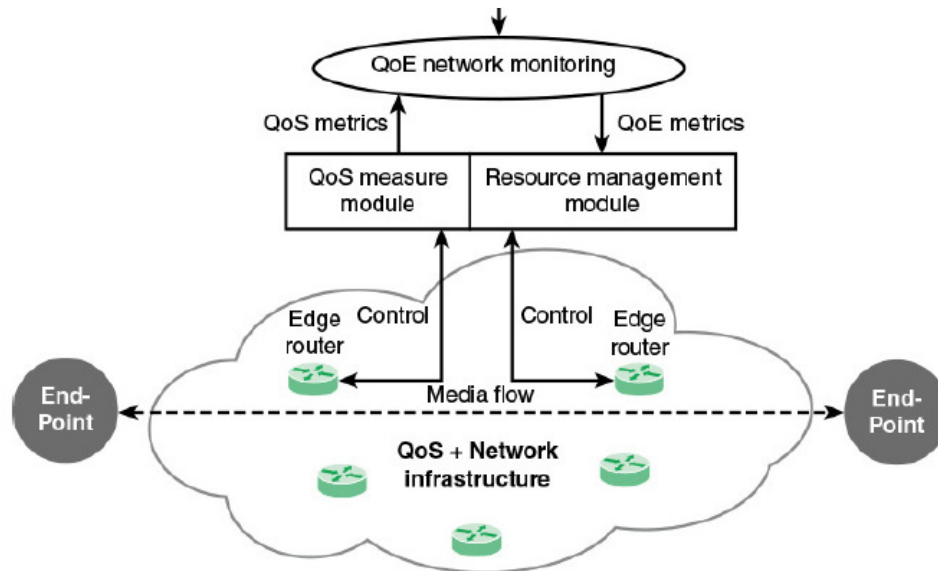 QoE network monitoring
QoS metrics
QoE metrics
QoS measure
module
Resource management
module
Control
Control
Edge
router
Edge
router
Media flow
End-
Point
End-
Point
QoS + Network
infrastructure